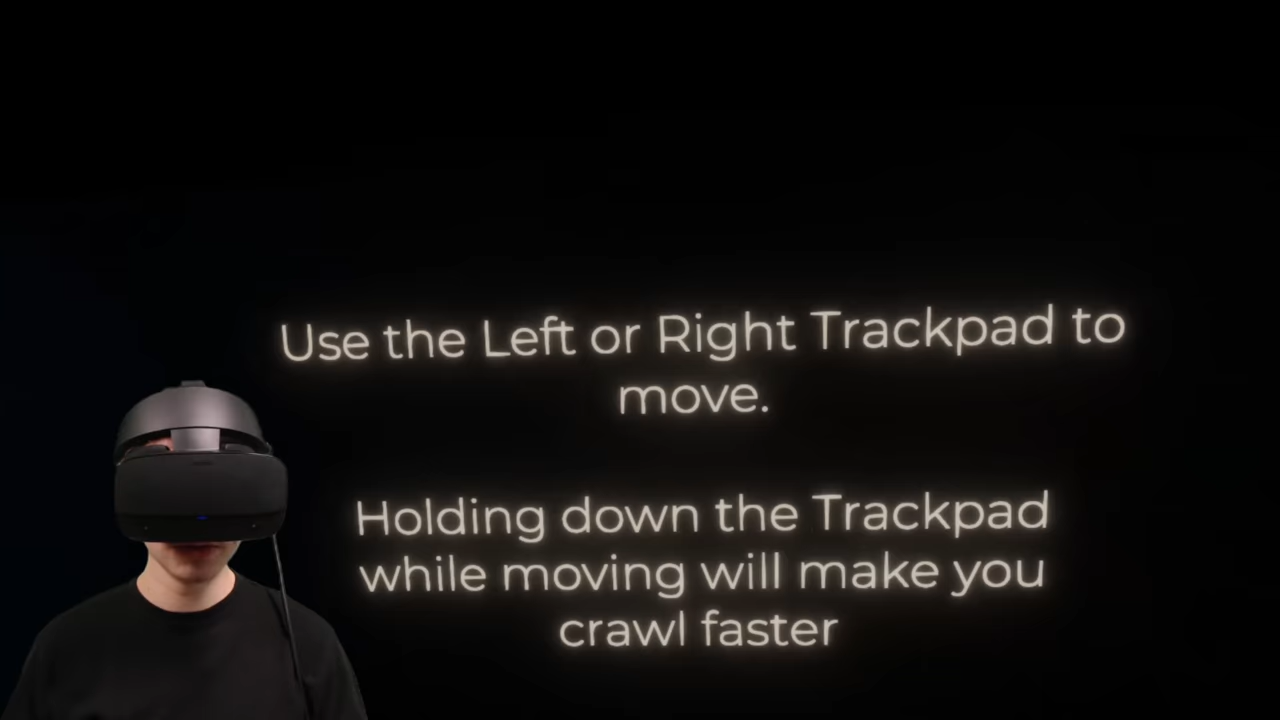 Use the Left or Right Trackpad to
move.
Holding down the Trackpad
while moving will make you
crawl faster